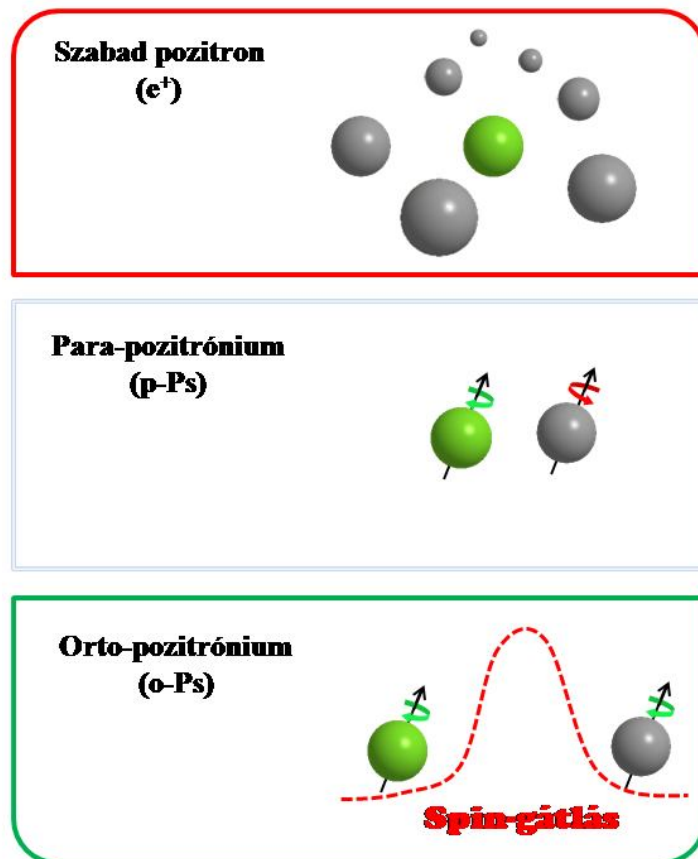 Szabad pozitron
(e⁺)
Para-pozitrónium
(p-Ps)
Orto-pozitrónium
(o-Ps)
Spin-gátlás